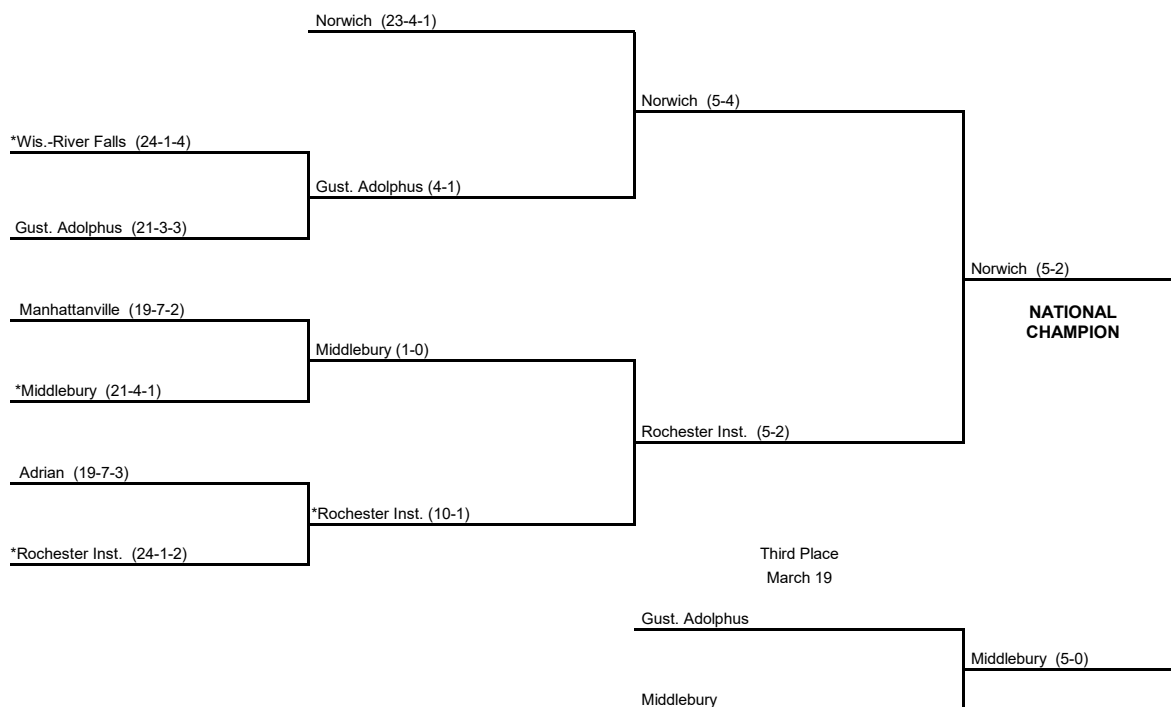 Norwich (23-4-1)
Norwich (5-4)
*Wis.-River Falls (24-1-4)
Gust. Adolphus (4-1)
Gust. Adolphus (21-3-3)
Norwich (5-2)
Manhattanville (19-7-2)
NATIONAL
CHAMPION
Middlebury (1-0)
*Middlebury (21-4-1)
Rochester Inst. (5-2)
Adrian (19-7-3)
*Rochester Inst. (10-1)
*Rochester Inst. (24-1-2)
Third Place
March 19
Gust. Adolphus
Middlebury (5-0)
Middlebury